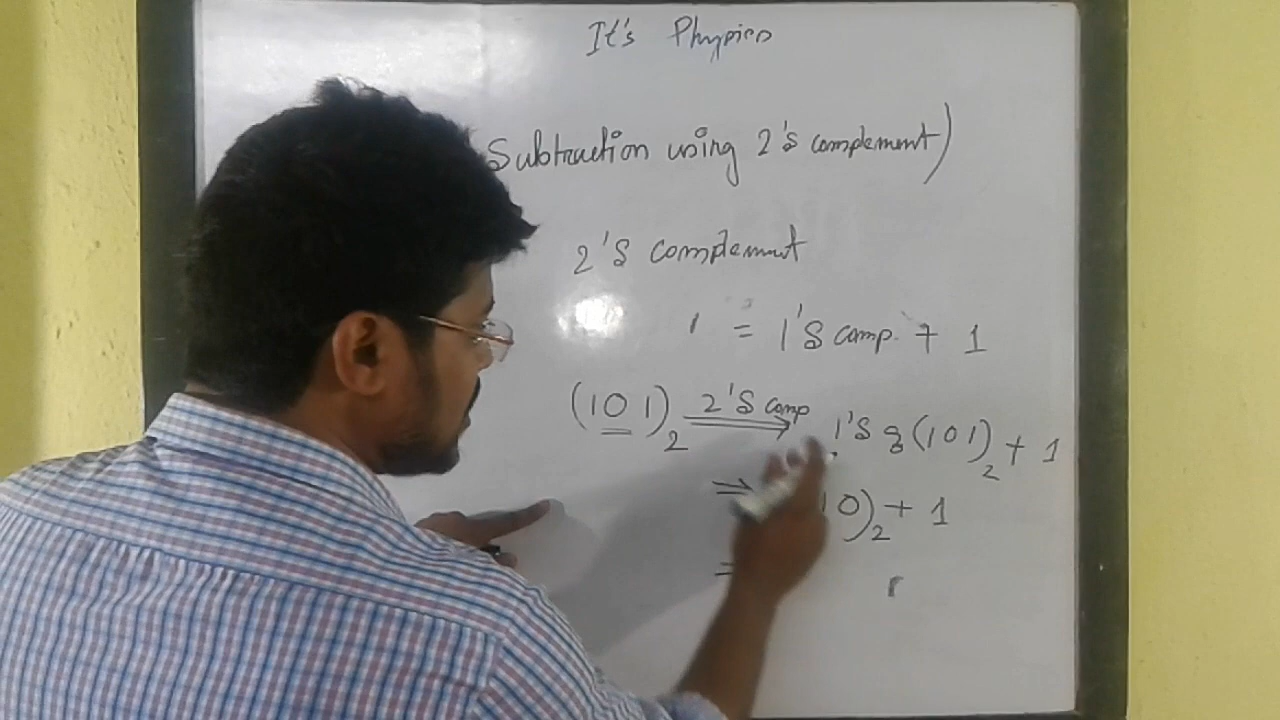 It's Physics
Subtraction using 2's complement)
2's complement
= 1's comp. + 1
(101)2 2's comp ⇒ 1's of (101)2 + 1
⇒ 10)2 + 1
=